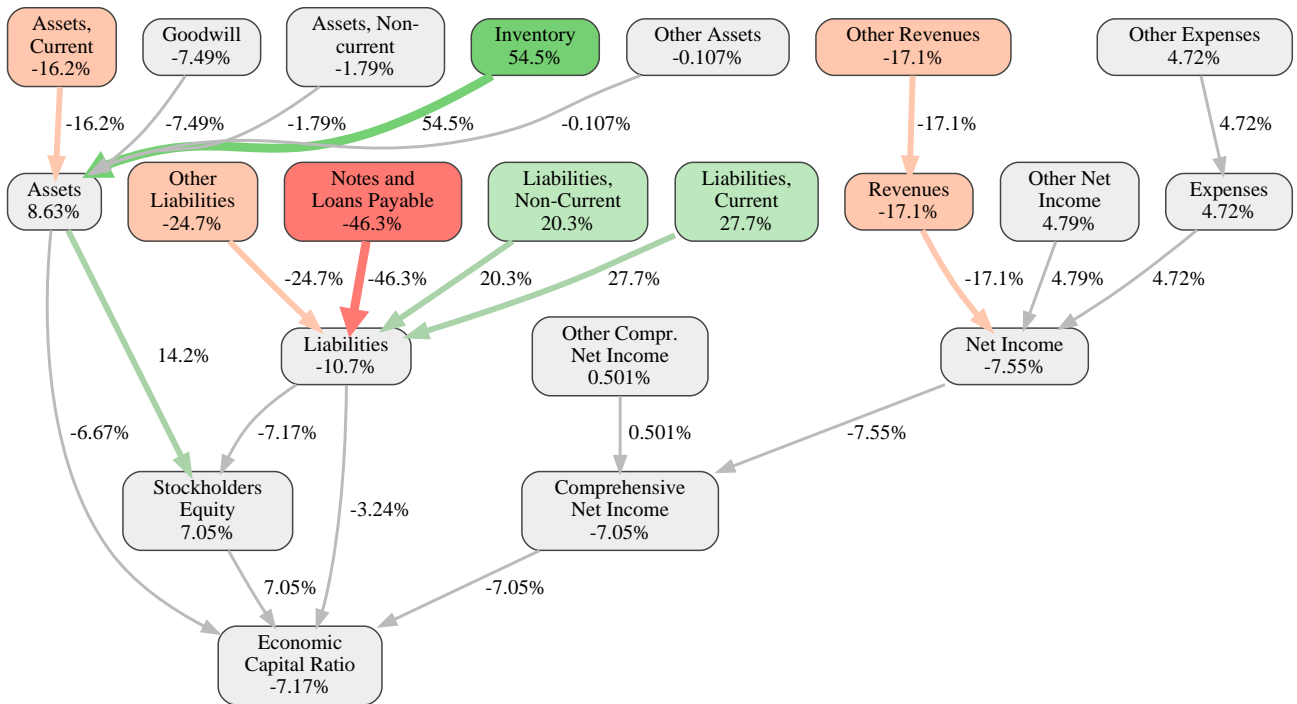 Assets,
Current
-16.2%
Goodwill
-7.49%
Assets, Non-
current
-1.79%
Inventory
54.5%
Other Assets
-0.107%
Other Revenues
-17.1%
Other Expenses
4.72%
-16.2%
-7.49%
-1.79%
54.5%
-0.107%
-17.1%
4.72%
Assets
8.63%
Other
Liabilities
-24.7%
Notes and
Loans Payable
-46.3%
Liabilities,
Non-Current
20.3%
Liabilities,
Current
27.7%
Revenues
-17.1%
Other Net
Income
4.79%
Expenses
4.72%
-24.7%
-46.3%
20.3%
27.7%
-17.1%
4.79%
4.72%
14.2%
Liabilities
-10.7%
Other Compr.
Net Income
0.501%
Net Income
-7.55%
-6.67%
-7.17%
0.501%
-7.55%
Stockholders
Equity
7.05%
-3.24%
Comprehensive
Net Income
-7.05%
7.05%
-7.05%
Economic
Capital Ratio
-7.17%